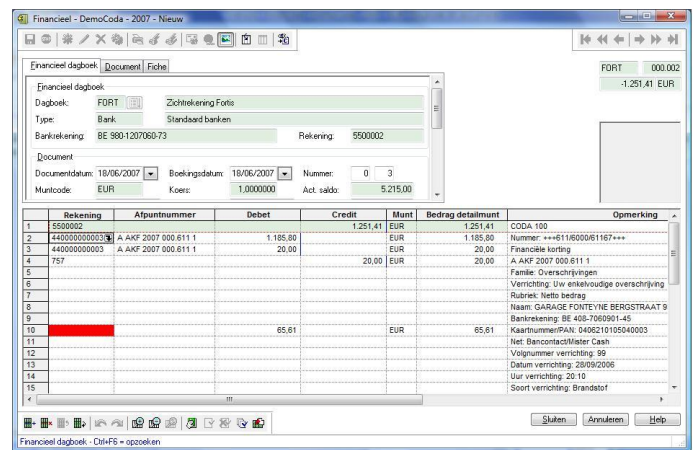 Financieel - DemoCoda - 2007 - Nieuw
Financieel dagboek Document Fiche
FORT 000.002
-1.251,41 EUR
Financieel dagboek
Dagboek: FORT Zichtrekening Fortis
Type: Bank Standaard banken
Bankrekening: BE 980-1207060-73 Rekening: 5500002
Document
Documentdatum: 18/06/2007 Boekingsdatum: 18/06/2007 Nummer: 0 3
Muntcode: EUR Koers: 1,0000000 Act. saldo: 5.215,00
Rekening Afpuntnummer Debet Credit Munt Bedrag detailmunt Opmerking
1 5500002 1.251,41 EUR 1.251,41 CODA 100
2 440000000003 A AKF 2007 000.611 1 1.185,80 EUR 1.185,80 Nummer: +++611/6000/61167+++
3 440000000003 A AKF 2007 000.611 1 20,00 EUR 20,00 Financiële korting
4 757 20,00 EUR 20,00 A AKF 2007 000.611 1
5 Familie: Overschrijvingen
6 Verrichting: Uw enkelvoudige overschrijving
7 Rubriek: Netto bedrag
8 Naam: GARAGE FONTEYNE BERGSTRAAT 9
9 Bankrekening: BE 408-7060901-45
10 65,61 EUR 65,61 Kaartnummer/PAN: 0406210105040003
11 Net: Bancontact/Mister Cash
12 Volgnummer verrichting: 99
13 Datum verrichting: 28/09/2006
14 Uur verrichting: 20:10
15 Soort verrichting: Brandstof
Sluiten Annuleren Help
Financieel dagboek - Ctrl+F6 = opzoeken